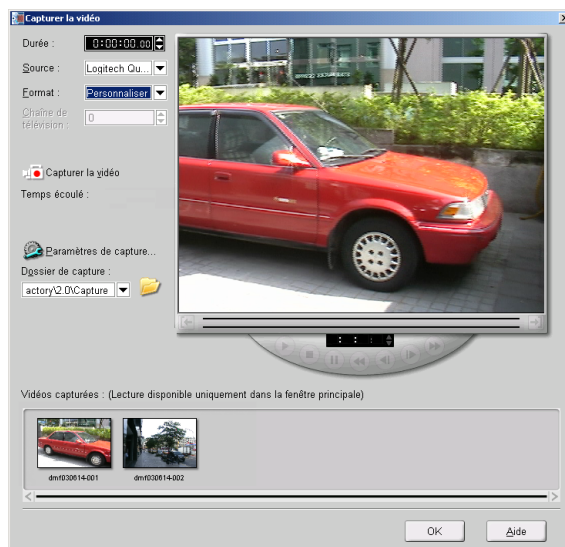 Capturer la vidéo
Durée :
0:00:00.00
Source :
Logitech Qu...
Format :
Personnaliser
Chaîne de
télévision :
0
Capturer la vidéo
Temps écoulé :
Paramètres de capture...
Dossier de capture :
actory\2.0\Capture
Vidéos capturées : (Lecture disponible uniquement dans la fenêtre principale)
dmf030614-001
dmf030614-002
OK
Aide